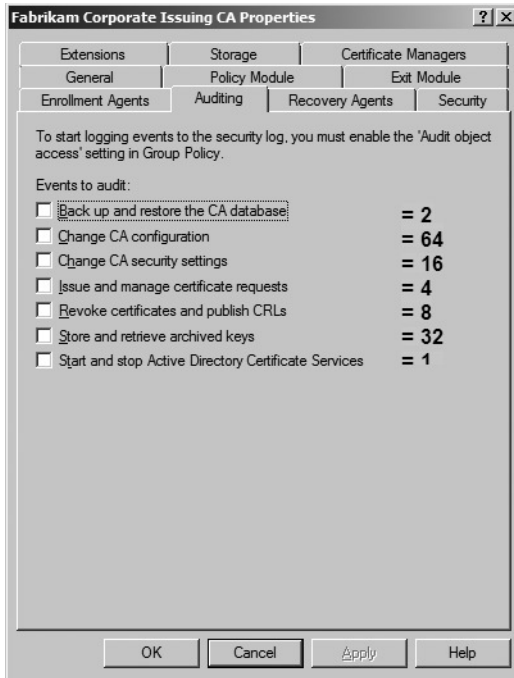 Fabrikam Corporate Issuing CA Properties
Extensions Storage Certificate Managers
General Policy Module Exit Module
Enrollment Agents Auditing Recovery Agents Security
To start logging events to the security log, you must enable the 'Audit object
access' setting in Group Policy.
Events to audit:
Back up and restore the CA database = 2
Change CA configuration = 64
Change CA security settings = 16
Issue and manage certificate requests = 4
Revoke certificates and publish CRLs = 8
Store and retrieve archived keys = 32
Start and stop Active Directory Certificate Services = 1
OK Cancel Apply Help